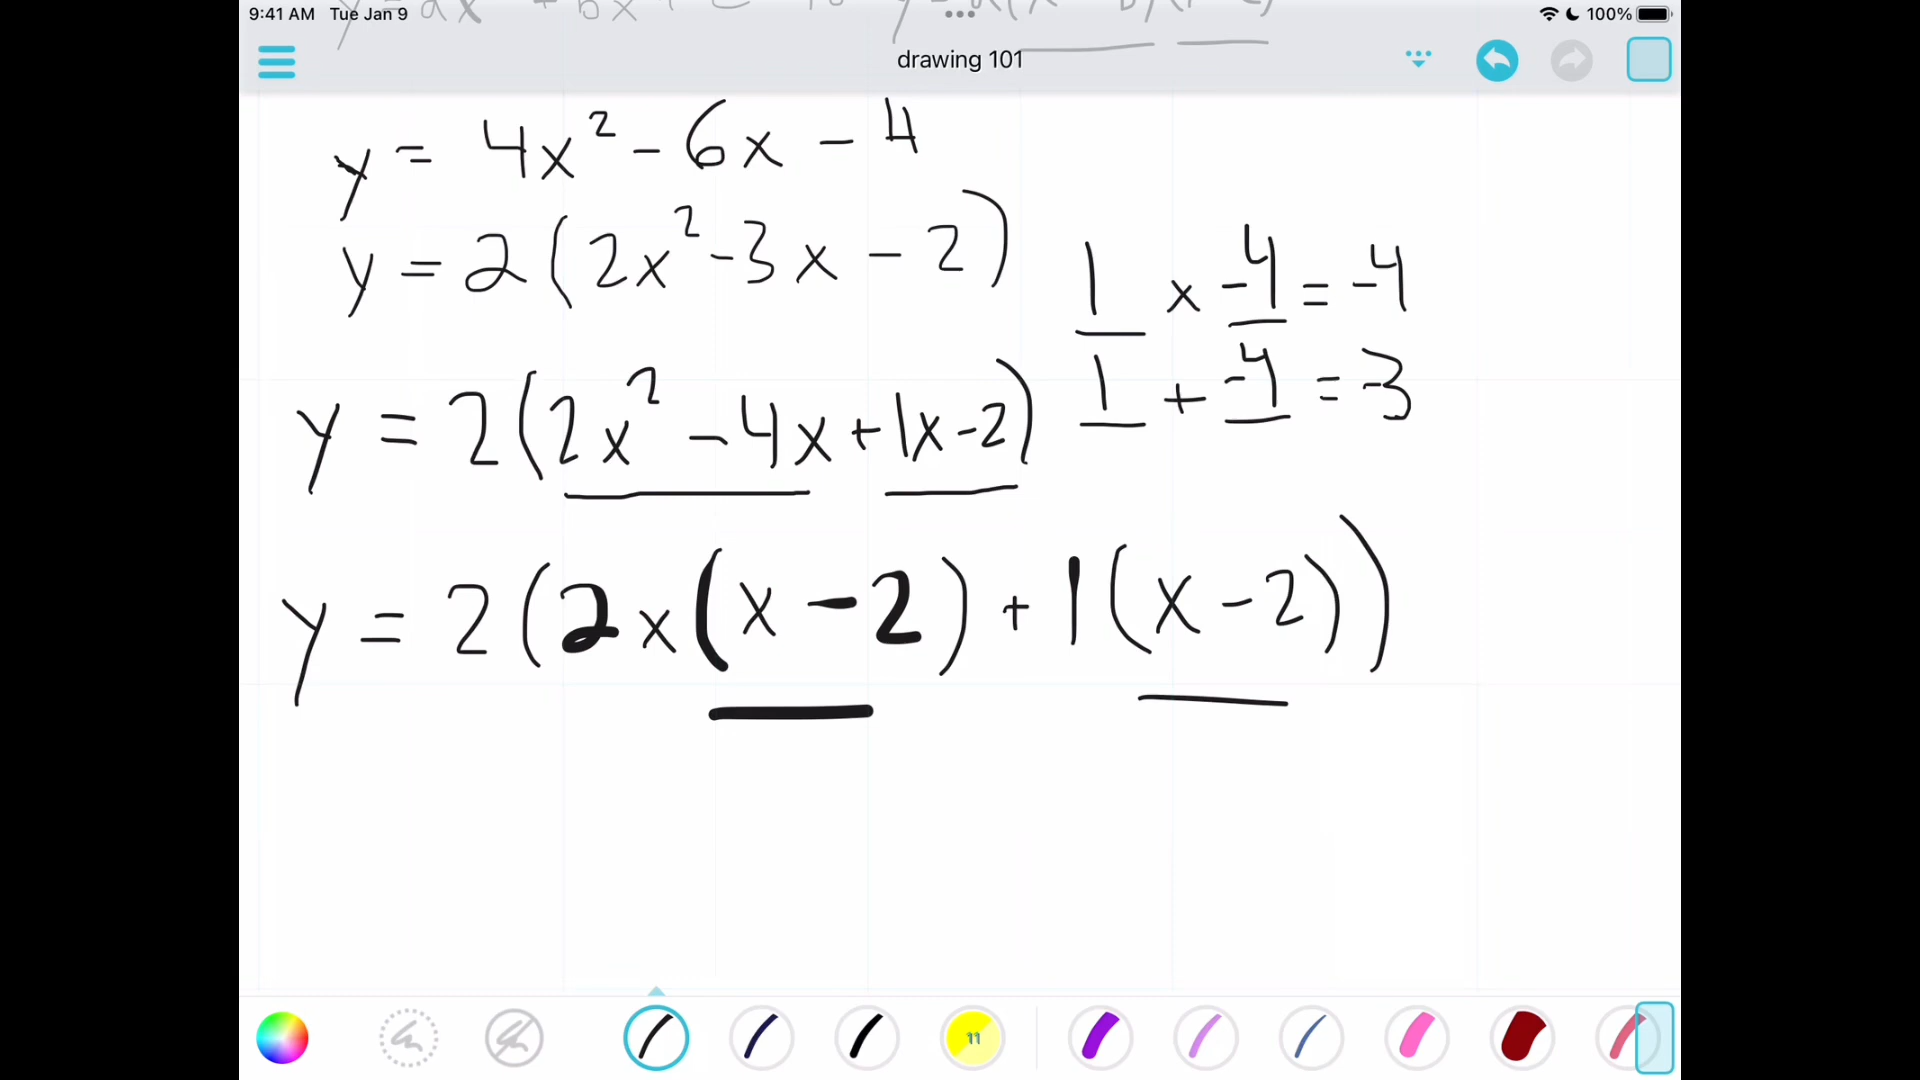 9:41 AM Tue Jan 9
100%
drawing 101
y = 4x² - 6x - 4
y = 2(2x² - 3x - 2)
1 x -4 = -4
1 + -4 = -3
y = 2(2x² - 4x + 1x - 2)
y = 2(2x(x - 2) + 1(x - 2))
11